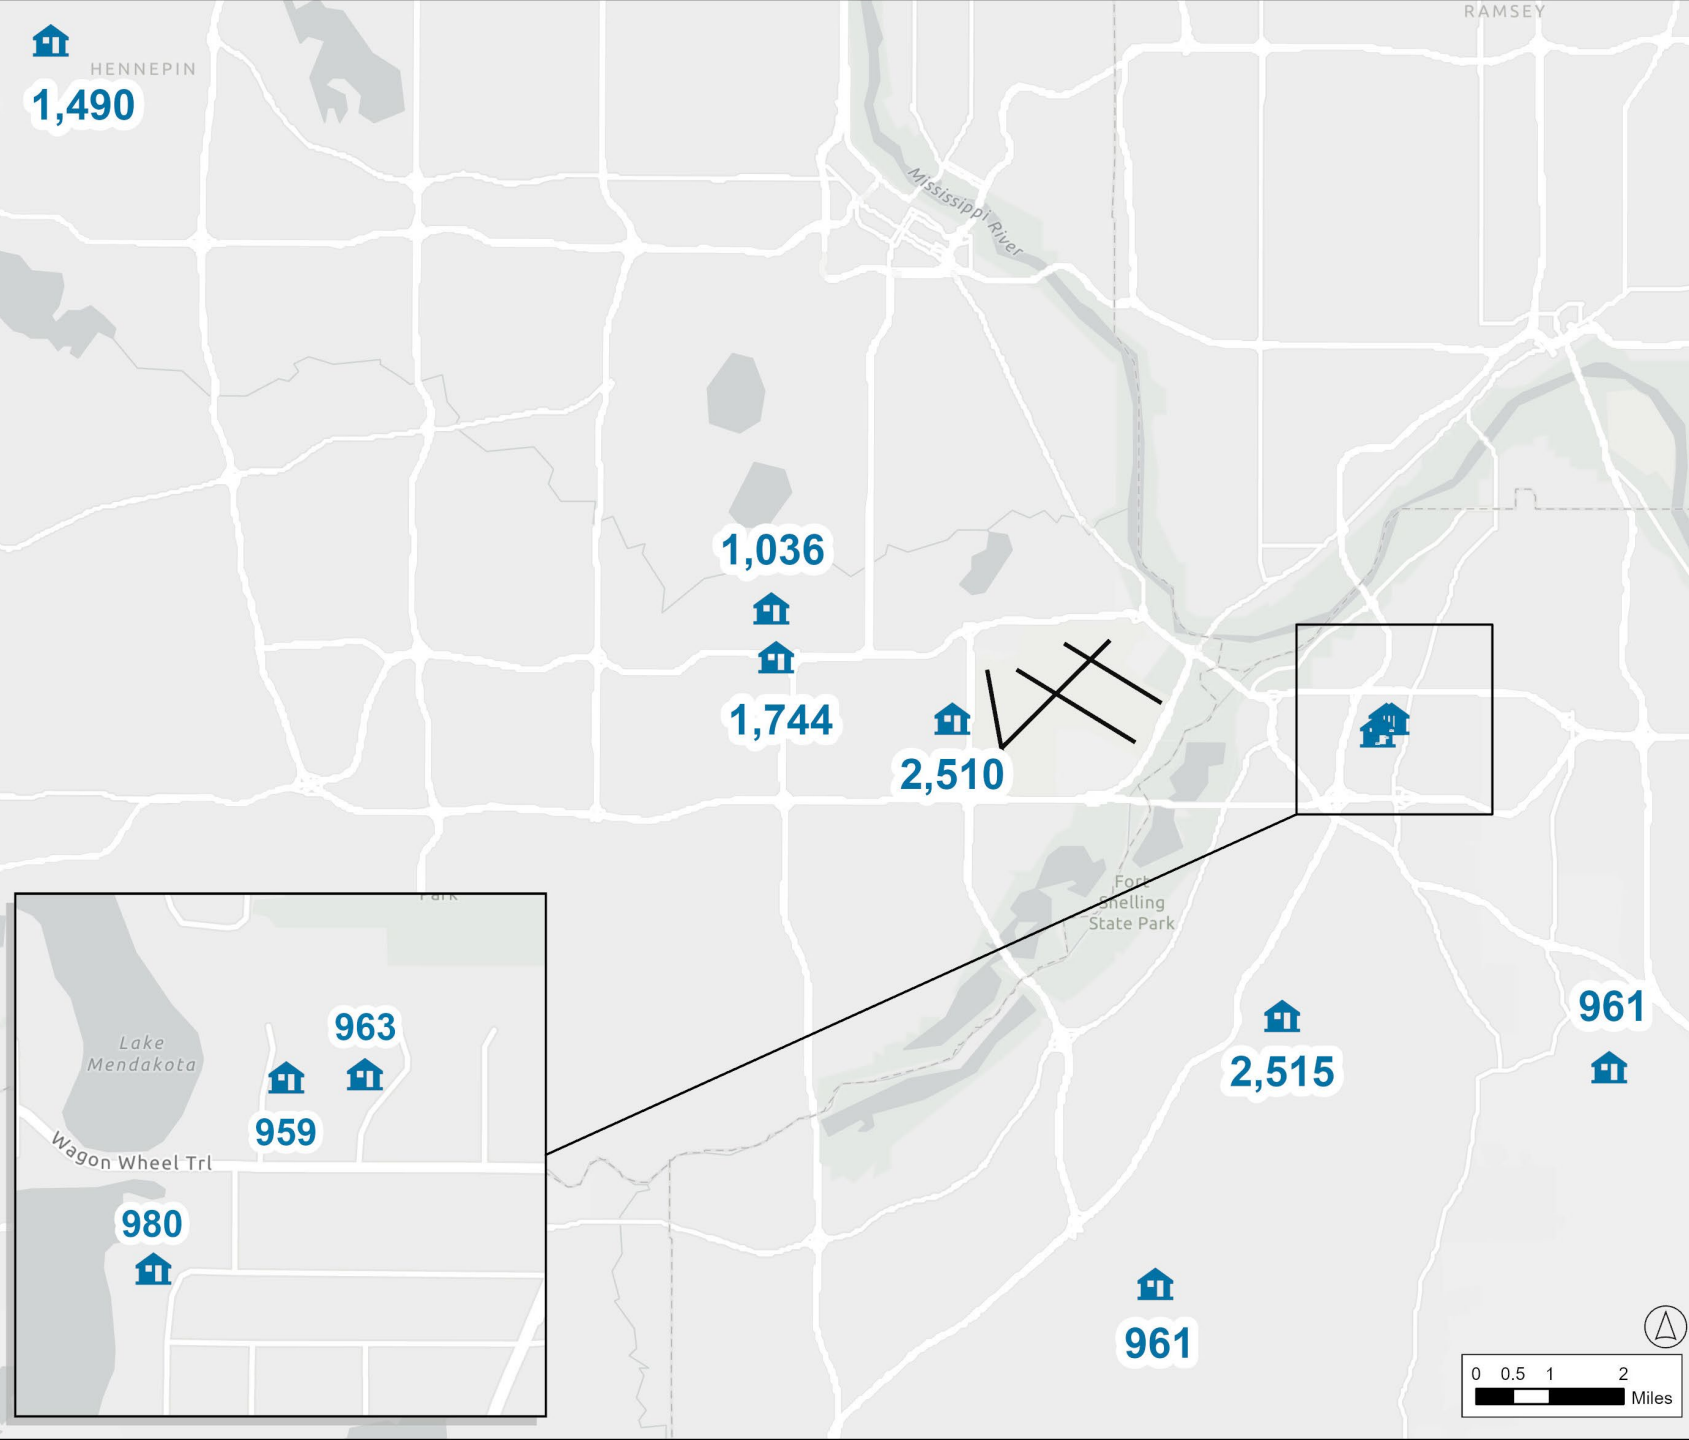 RAMSEY
HENNEPIN
1,490
Mississippi River
1,036
1,744
2,510
Fort
Snelling
State Park
Park
961
2,515
963
Lake
Mendakota
959
Wagon Wheel Trl
980
961
0 0.5 1 2
Miles